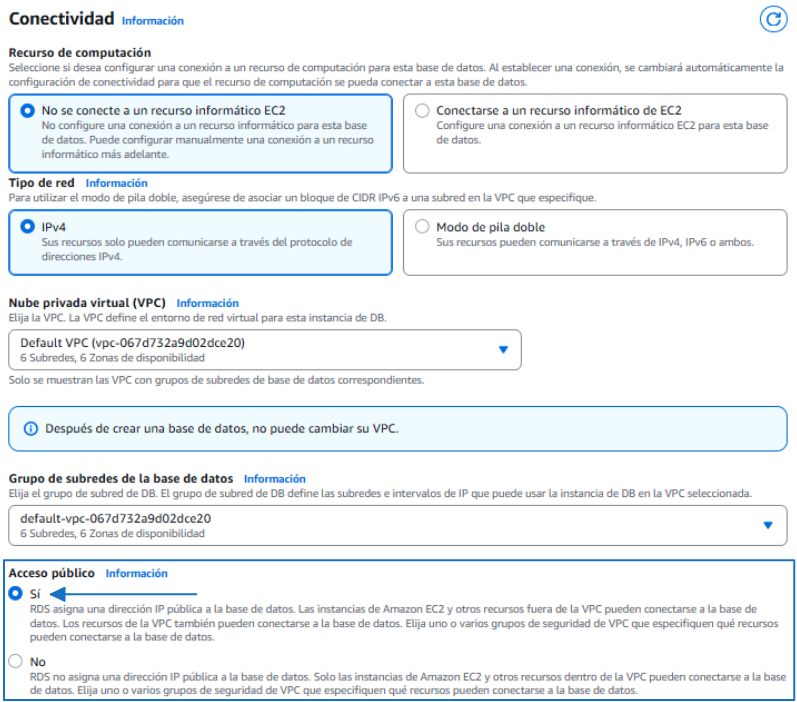 Conectividad Información
Recurso de computación
Seleccione si desea configurar una conexión a un recurso de computación para esta base de datos. Al establecer una conexión, se cambiará automáticamente la
configuración de conectividad para que el recurso de computación se pueda conectar a esta base de datos.
No se conecte a un recurso informático EC2
No configure una conexión a un recurso informático para esta base
de datos. Puede configurar manualmente una conexión a un recurso
informático más adelante.
Conectarse a un recurso informático de EC2
Configure una conexión a un recurso informático EC2 para esta base
de datos.
Tipo de red Información
Para utilizar el modo de pila doble, asegúrese de asociar un bloque de CIDR IPv6 a una subred en la VPC que especifique.
IPv4
Sus recursos solo pueden comunicarse a través del protocolo de
direcciones IPv4.
Modo de pila doble
Sus recursos pueden comunicarse a través de IPv4, IPv6 o ambos.
Nube privada virtual (VPC) Información
Elija la VPC. La VPC define el entorno de red virtual para esta instancia de DB.
Default VPC (vpc-067d732a9d02dce20)
6 Subredes, 6 Zonas de disponibilidad
Solo se muestran las VPC con grupos de subredes de base de datos correspondientes.
Después de crear una base de datos, no puede cambiar su VPC.
Grupo de subredes de la base de datos Información
Elija el grupo de subred de DB. El grupo de subred de DB define las subredes e intervalos de IP que puede usar la instancia de DB en la VPC seleccionada.
default-vpc-067d732a9d02dce20
6 Subredes, 6 Zonas de disponibilidad
Acceso público Información
Sí
RDS asigna una dirección IP pública a la base de datos. Las instancias de Amazon EC2 y otros recursos fuera de la VPC pueden conectarse a la base de
datos. Los recursos de la VPC también pueden conectarse a la base de datos. Elija uno o varios grupos de seguridad de VPC que especifiquen qué recursos
pueden conectarse a la base de datos.
No
RDS no asigna una dirección IP pública a la base de datos. Solo las instancias de Amazon EC2 y otros recursos dentro de la VPC pueden conectarse a la base
de datos. Elija uno o varios grupos de seguridad de VPC que especifiquen qué recursos pueden conectarse a la base de datos.